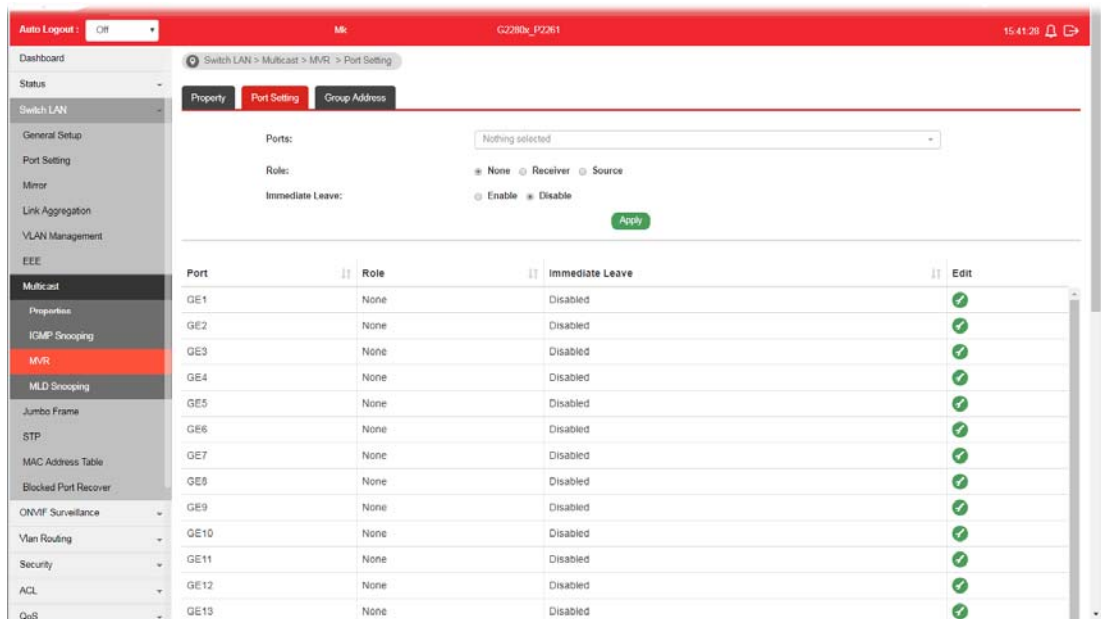 Auto Logout : Off Mk G2280x_P2261 15:41:28
Dashboard
Status
Switch LAN
General Setup
Port Setting
Mirror
Link Aggregation
VLAN Management
EEE
Multicast
Properties
IGMP Snooping
MVR
MLD Snooping
Jumbo Frame
STP
MAC Address Table
Blocked Port Recover
ONVIF Surveillance
Vlan Routing
Security
ACL
QoS
Switch LAN > Multicast > MVR > Port Setting
Property Port Setting Group Address
Ports: Nothing selected
Role: None Receiver Source
Immediate Leave: Enable Disable
Apply
Port Role Immediate Leave Edit
GE1 None Disabled
GE2 None Disabled
GE3 None Disabled
GE4 None Disabled
GE5 None Disabled
GE6 None Disabled
GE7 None Disabled
GE8 None Disabled
GE9 None Disabled
GE10 None Disabled
GE11 None Disabled
GE12 None Disabled
GE13 None Disabled